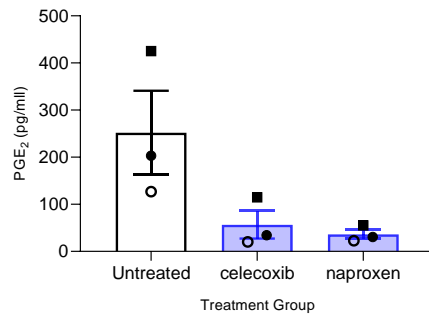 500
400
300
200
100
0
PGE₂ (pg/mll)
Untreated
celecoxib
naproxen
Treatment Group